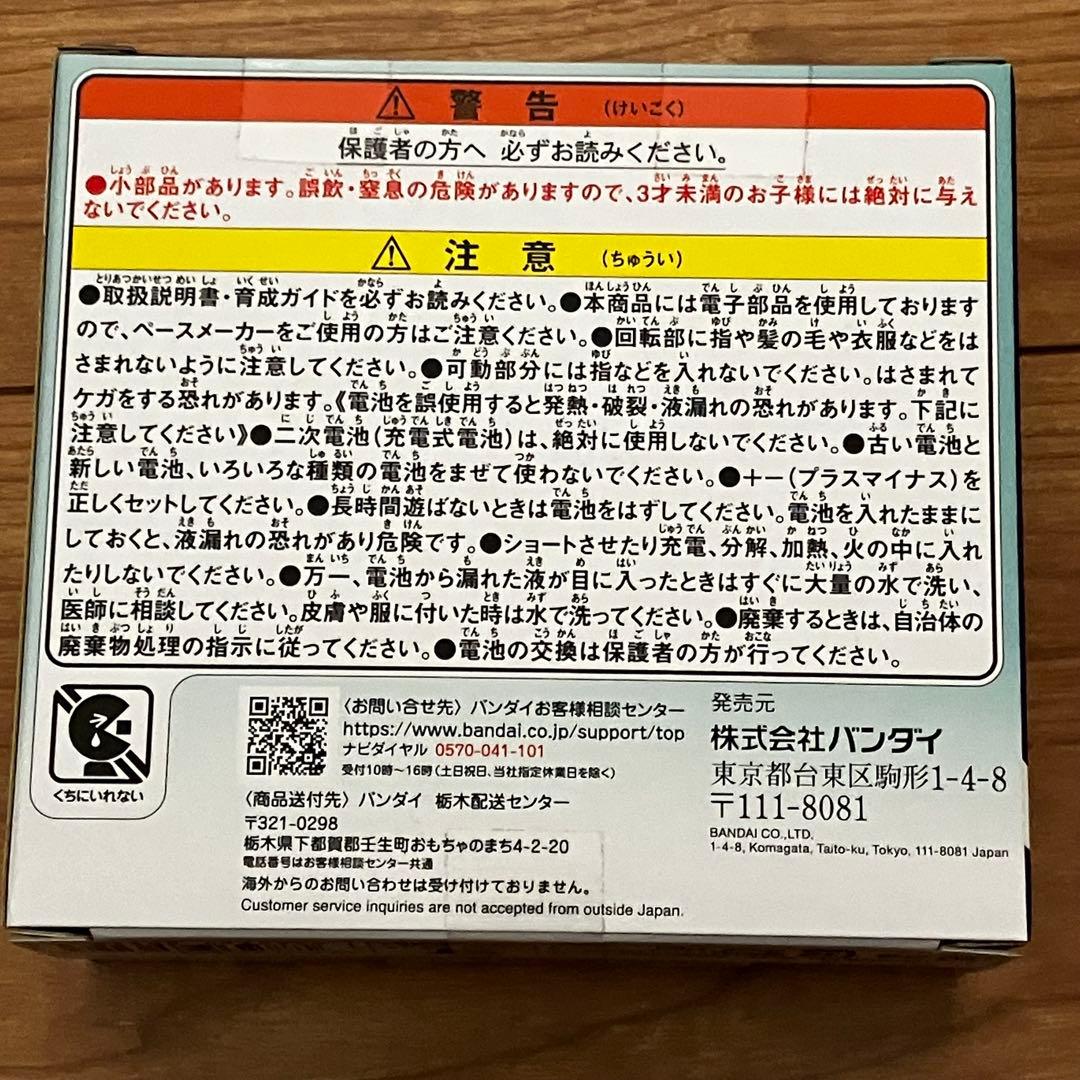 ⚠ 警告 (けいこく)
保護者の方へ 必ずお読みください。
●小部品があります。誤飲・窒息の危険がありますので、3才未満のお子様には絶対に与え
ないでください。
⚠ 注意 (ちゅうい)
●取扱説明書・育成ガイドを必ずお読みください。●本商品には電子部品を使用しております
ので、ペースメーカーをご使用の方はご注意ください。●回転部に指や髪の毛や衣服などをは
さまれないように注意してください。●可動部分には指などを入れないでください。はさまれて
ケガをする恐れがあります。《電池を誤使用すると発熱・破裂・液漏れの恐れがあります。下記に
注意してください》●二次電池(充電式電池)は、絶対に使用しないでください。●古い電池と
新しい電池、いろいろな種類の電池をまぜて使わないでください。●+−(プラスマイナス)を
正しくセットしてください。●長時間遊ばないときは電池をはずしてください。電池を入れたままに
しておくと、液漏れの恐れがあり危険です。●ショートさせたり充電、分解、加熱、火の中に入れ
たりしないでください。●万一、電池から漏れた液が目に入ったときはすぐに大量の水で洗い、
医師に相談してください。皮膚や服に付いた時は水で洗ってください。●廃棄するときは、自治体の
廃棄物処理の指示に従ってください。●電池の交換は保護者の方が行ってください。
くちにいれない
〈お問い合せ先〉バンダイお客様相談センター
https://www.bandai.co.jp/support/top
ナビダイヤル 0570-041-101
受付10時〜16時(土日祝日、当社指定休業日を除く)
〈商品送付先〉バンダイ 栃木配送センター
〒321-0298
栃木県下都賀郡壬生町おもちゃのまち4-2-20
電話番号はお客様相談センター共通
海外からのお問い合わせは受け付けておりません。
Customer service inquiries are not accepted from outside Japan.
発売元
株式会社バンダイ
東京都台東区駒形1-4-8
〒111-8081
BANDAI CO.,LTD.
1-4-8, Komagata, Taito-ku, Tokyo, 111-8081 Japan